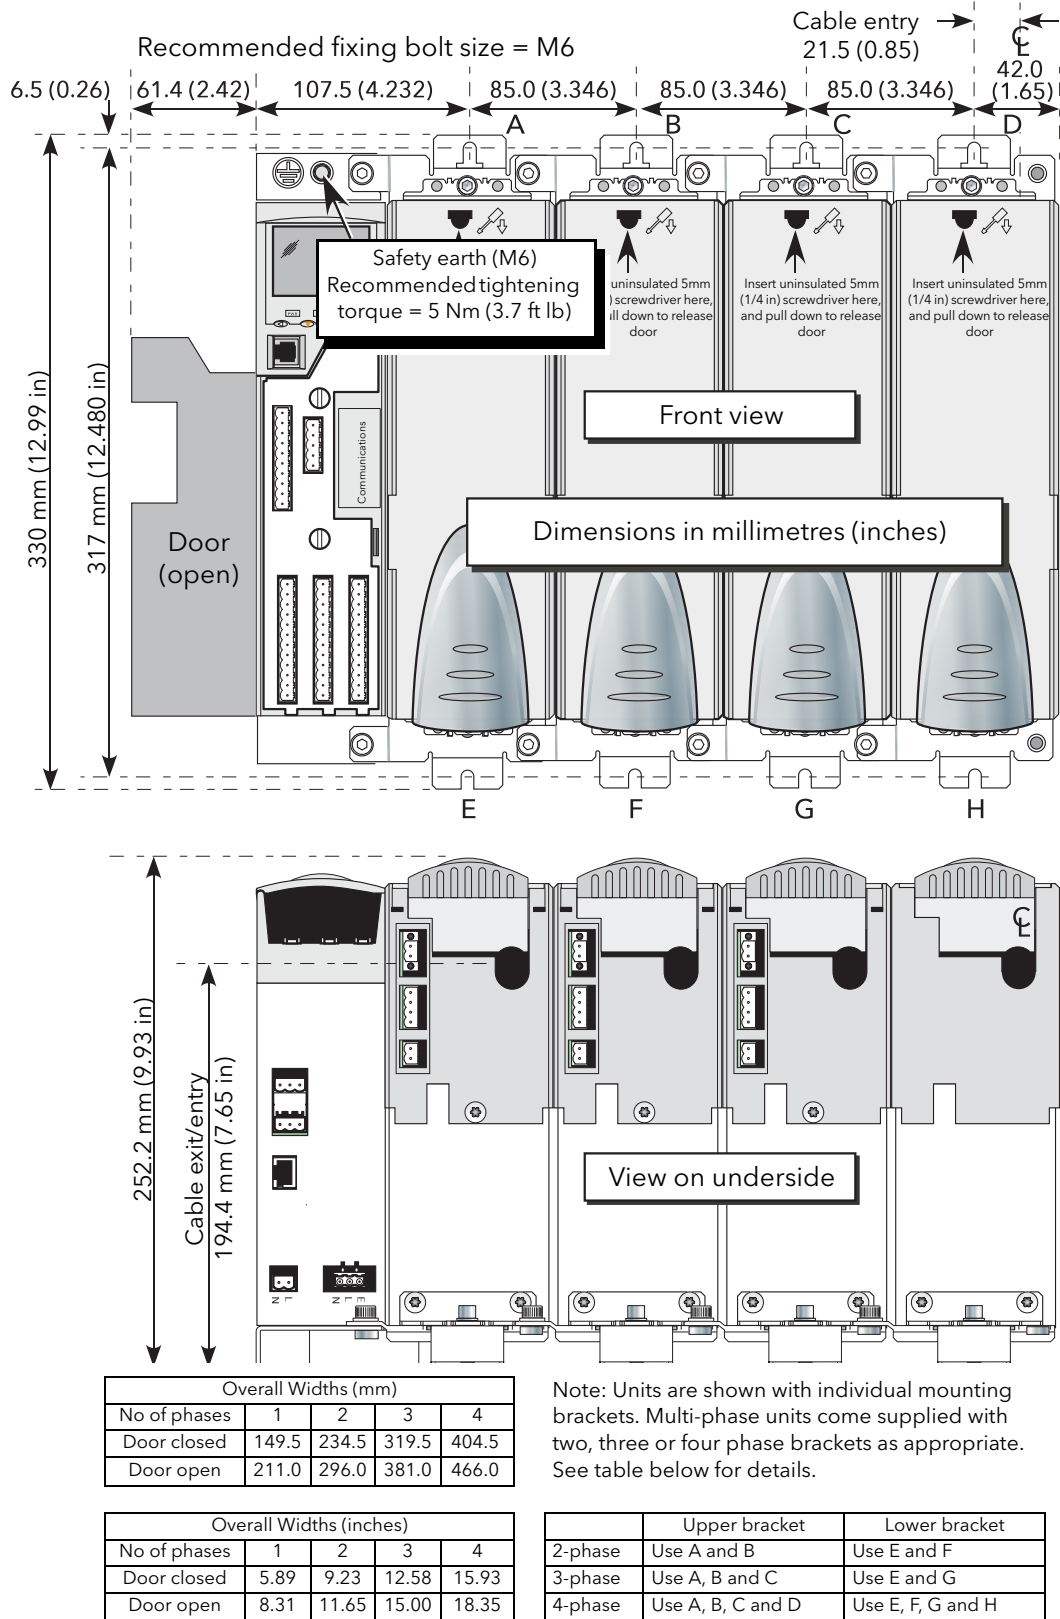 Cable entry
21.5 (0.85)
Recommended fixing bolt size = M6
℄
42.0
(1.65)
6.5 (0.26) 61.4 (2.42) 107.5 (4.232) 85.0 (3.346) 85.0 (3.346) 85.0 (3.346)
A B C D
Safety earth (M6)
Recommended tightening
torque = 5 Nm (3.7 ft lb)
uninsulated 5mm
) screwdriver here,
ll down to release
door
Insert uninsulated 5mm
(1/4 in) screwdriver here,
and pull down to release
door
Insert uninsulated 5mm
(1/4 in) screwdriver here,
and pull down to release
door
330 mm (12.99 in)
317 mm (12.480 in)
Communications
Front view
Dimensions in millimetres (inches)
Door
(open)
E F G H
℄
252.2 mm (9.93 in)
Cable exit/entry
194.4 mm (7.65 in)
View on underside
N L
N L E
Overall Widths (mm)
No of phases 1 2 3 4
Door closed 149.5 234.5 319.5 404.5
Door open 211.0 296.0 381.0 466.0
Note: Units are shown with individual mounting
brackets. Multi-phase units come supplied with
two, three or four phase brackets as appropriate.
See table below for details.
Overall Widths (inches)
No of phases 1 2 3 4
Door closed 5.89 9.23 12.58 15.93
Door open 8.31 11.65 15.00 18.35
Upper bracket Lower bracket
2-phase Use A and B Use E and F
3-phase Use A, B and C Use E and G
4-phase Use A, B, C and D Use E, F, G and H